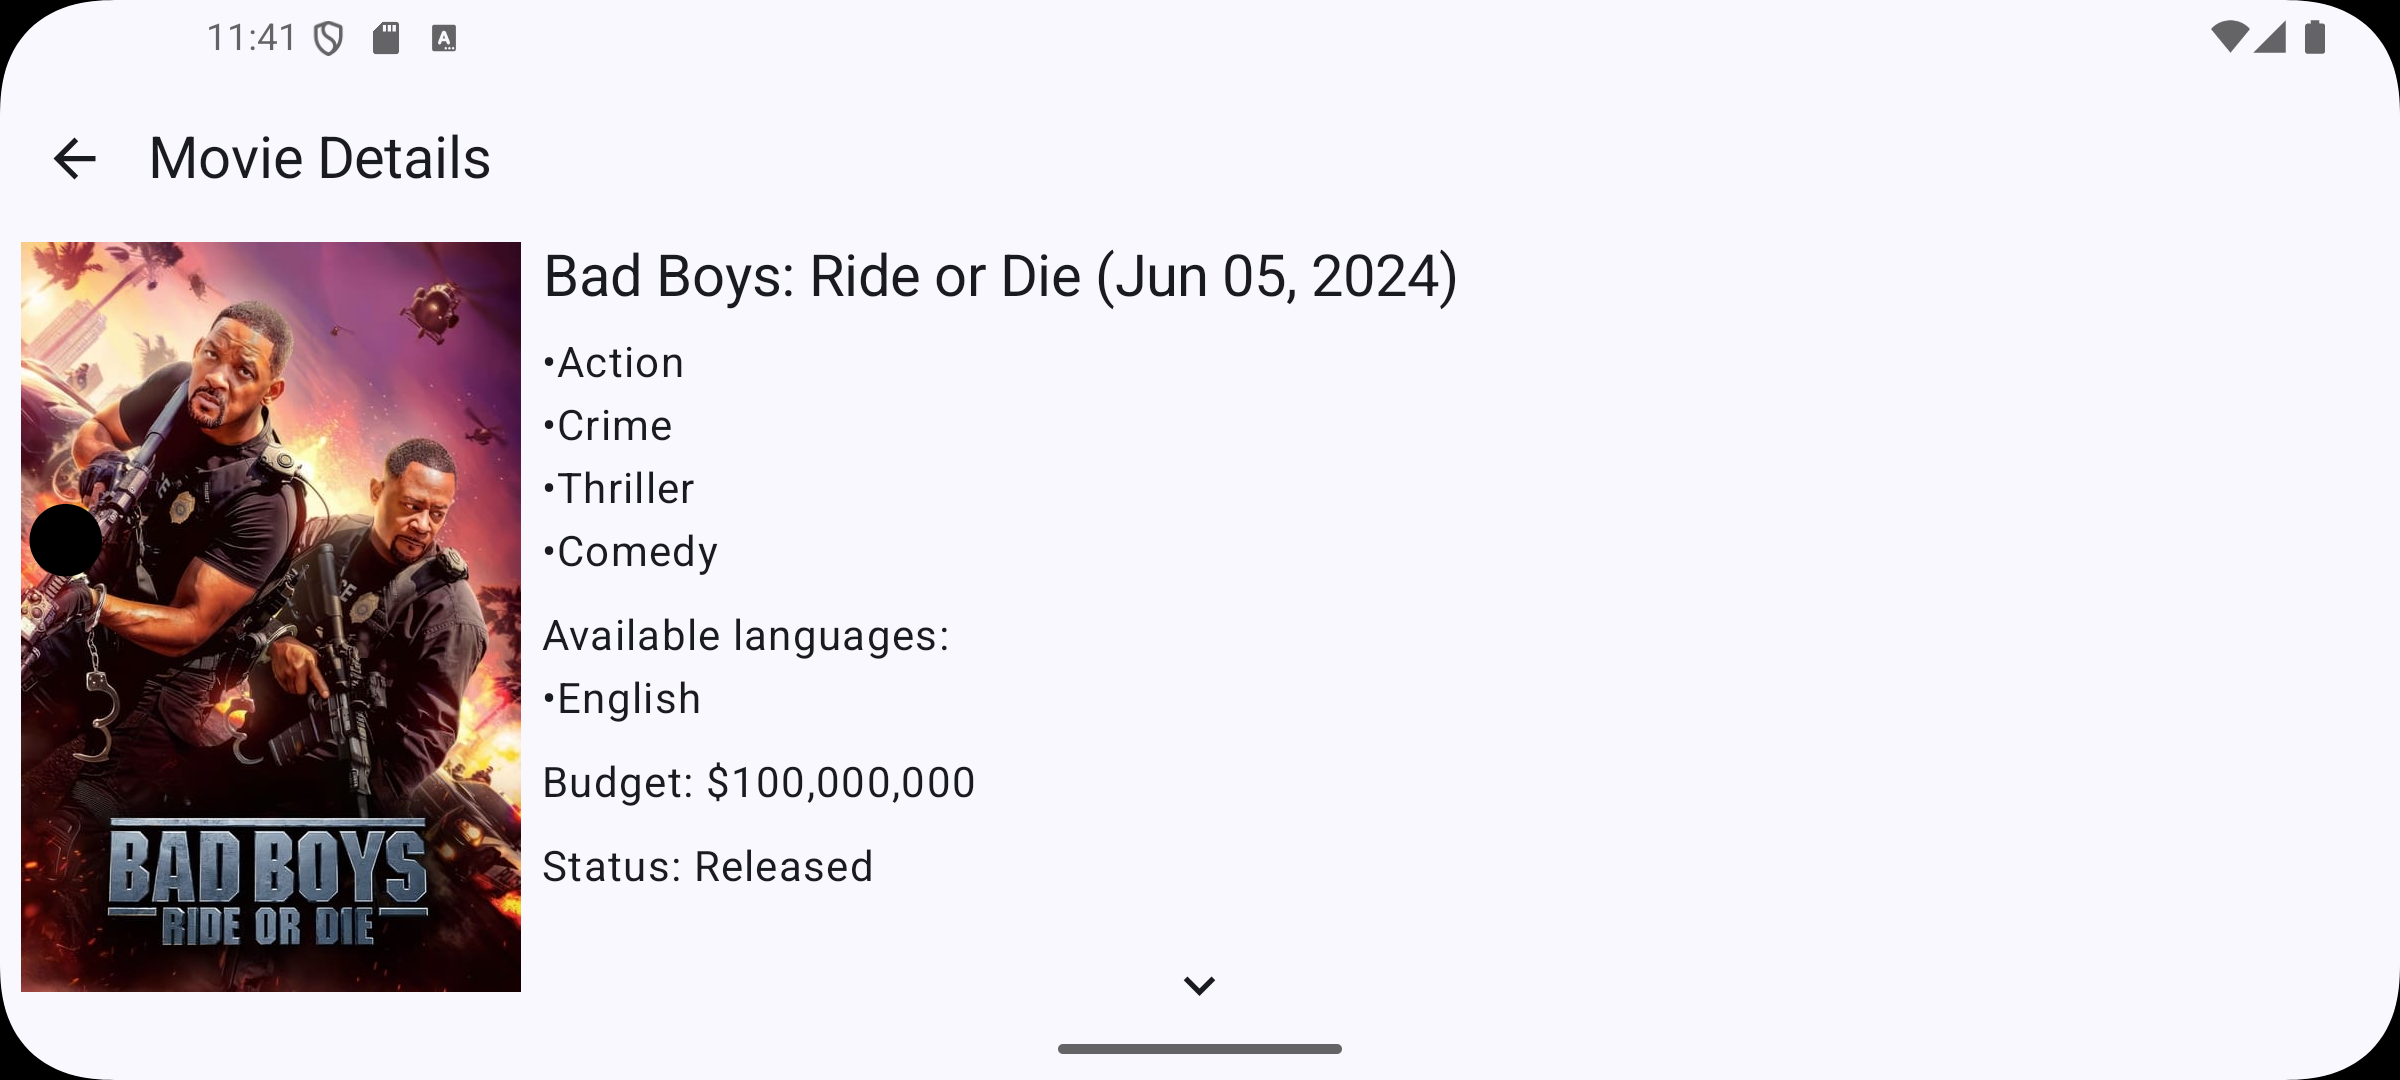 11:41
Movie Details
Bad Boys: Ride or Die (Jun 05, 2024)
•Action
•Crime
•Thriller
•Comedy
Available languages:
•English
Budget: $100,000,000
Status: Released
BAD BOYS
RIDE OR DIE